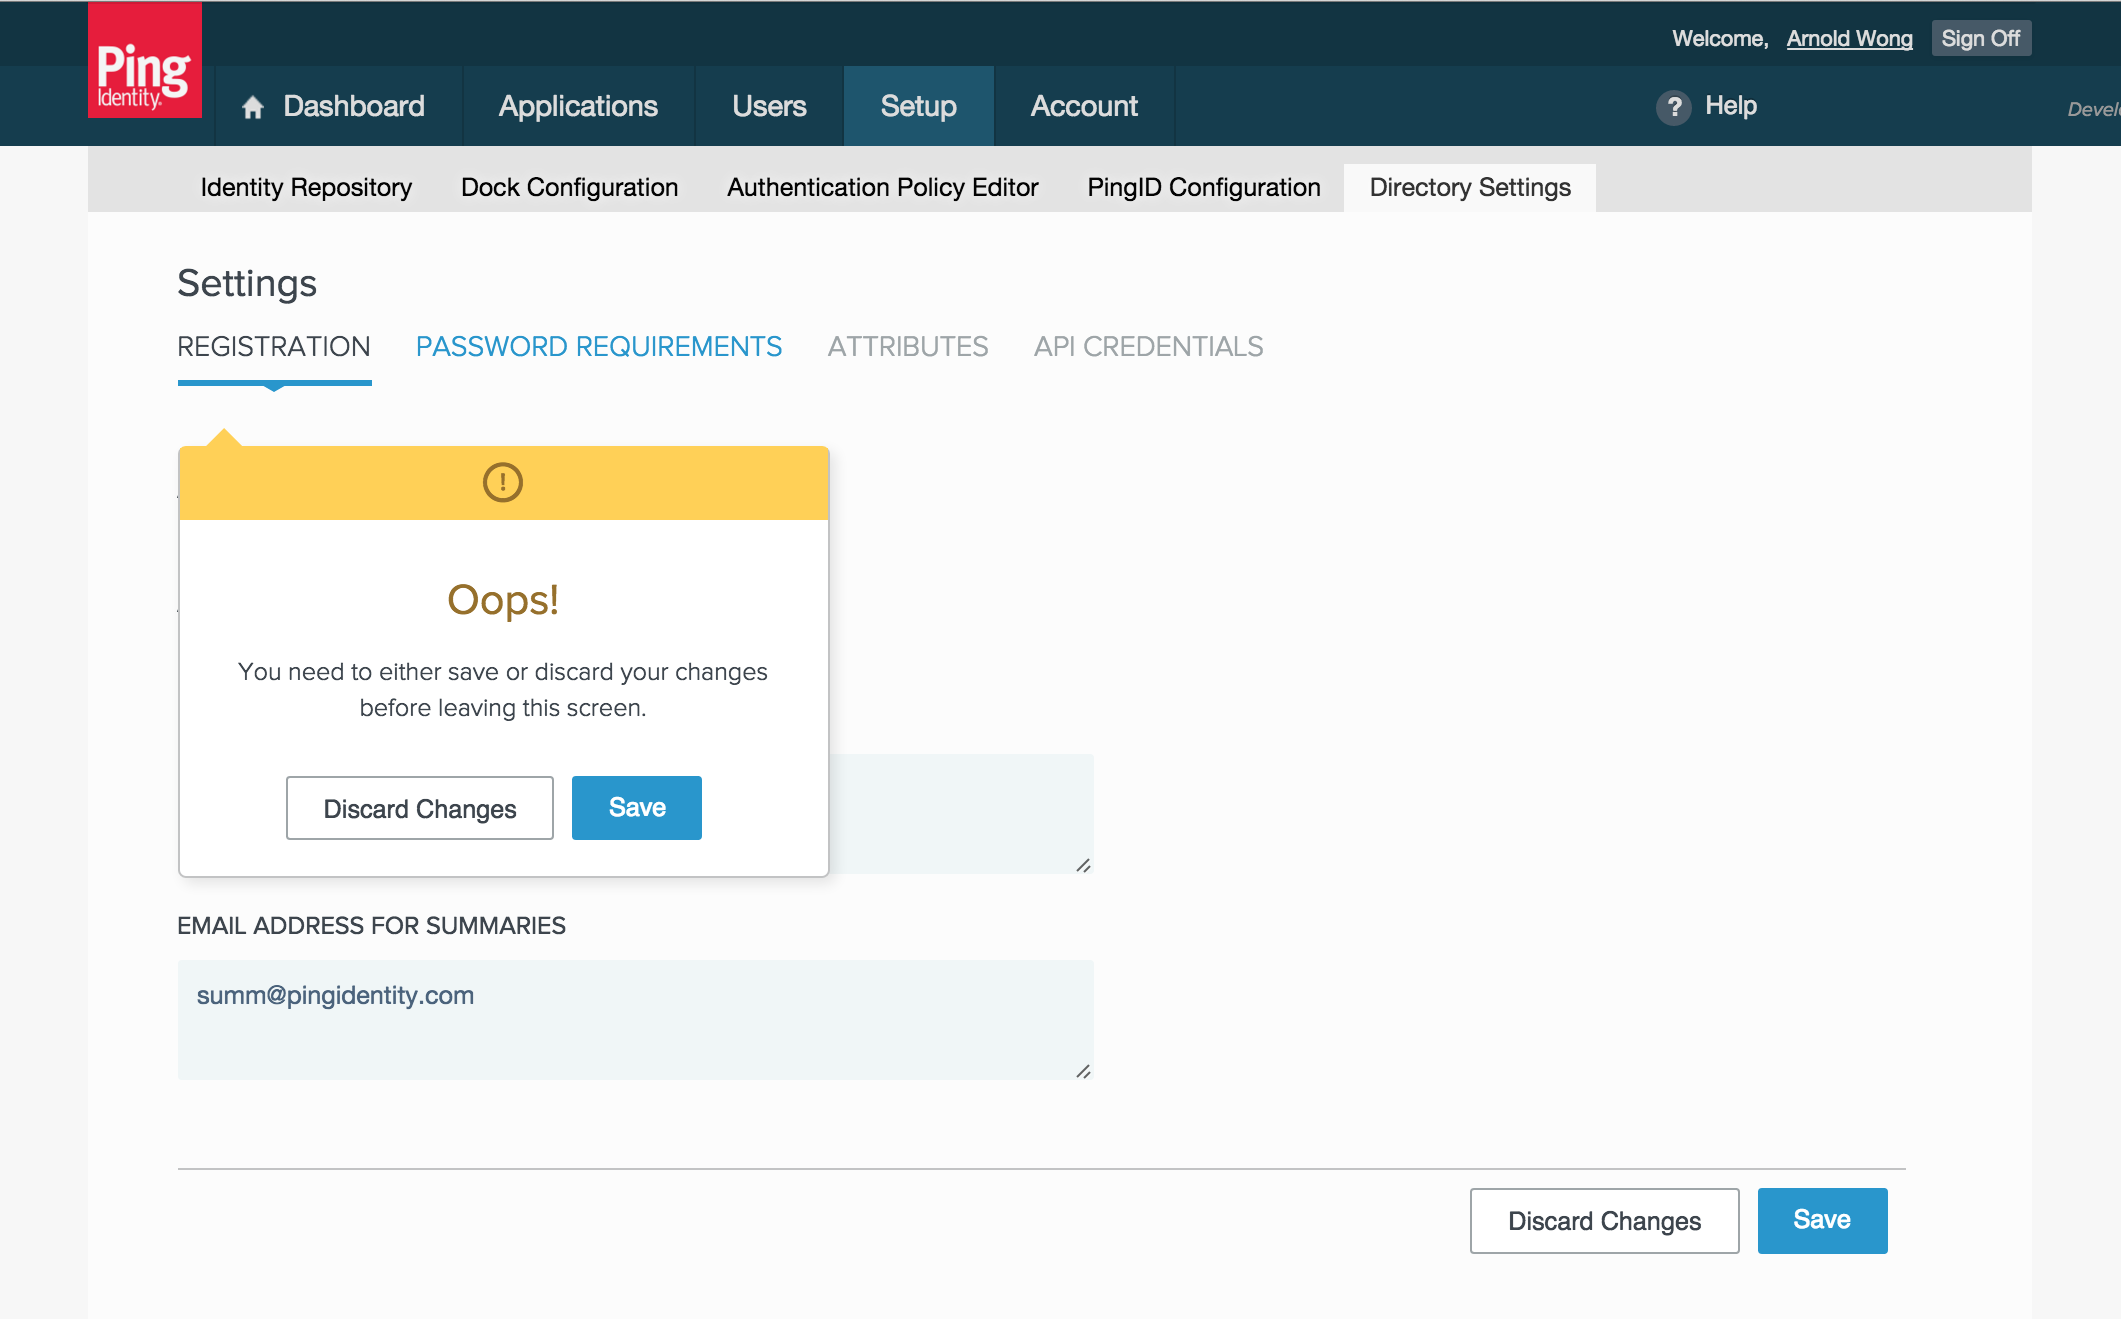 Welcome, Arnold Wong Sign Off
Ping
Identity.
Dashboard Applications Users Setup Account ? Help
Identity Repository Dock Configuration Authentication Policy Editor PingID Configuration Directory Settings
Settings
REGISTRATION PASSWORD REQUIREMENTS ATTRIBUTES API CREDENTIALS
!
Oops!
You need to either save or discard your changes
before leaving this screen.
Discard Changes Save
EMAIL ADDRESS FOR SUMMARIES
summ@pingidentity.com
Discard Changes Save